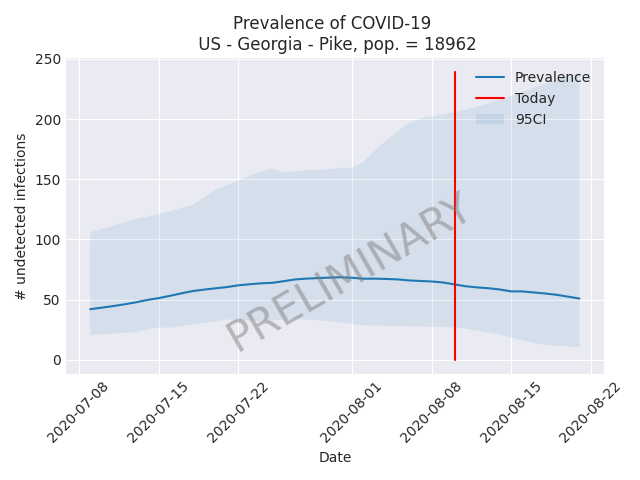 Prevalence of COVID-19
US - Georgia - Pike, pop. = 18962
250
200
150
100
50
0
# undetected infections
Prevalence
Today
95CI
PRELIMINARY
2020-07-08
2020-07-15
2020-07-22
2020-08-01
2020-08-08
2020-08-15
2020-08-22
Date